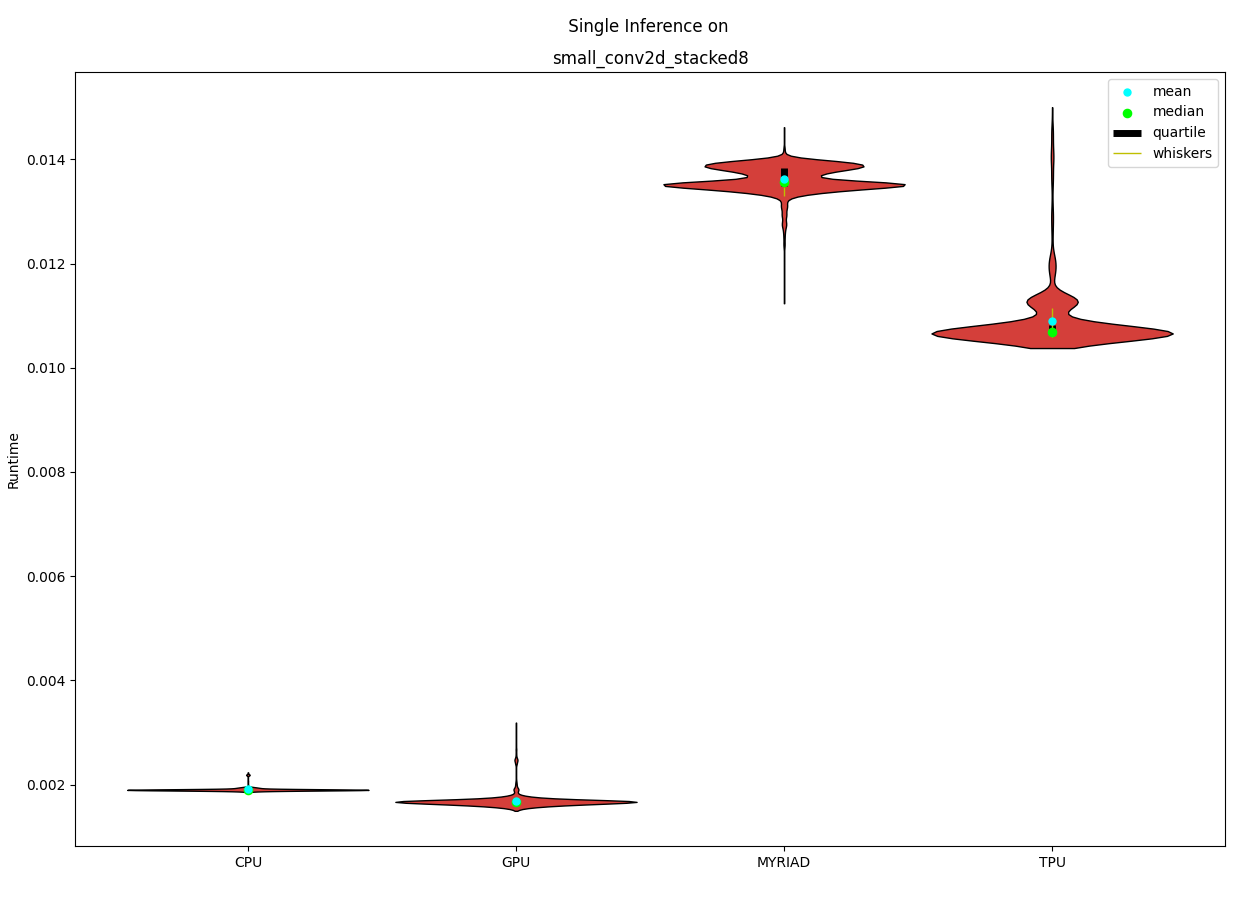 Single Inference on
small_conv2d_stacked8
mean
median
quartile
whiskers
0.014
0.012
0.010
0.008
0.006
0.004
0.002
Runtime
CPU
GPU
MYRIAD
TPU